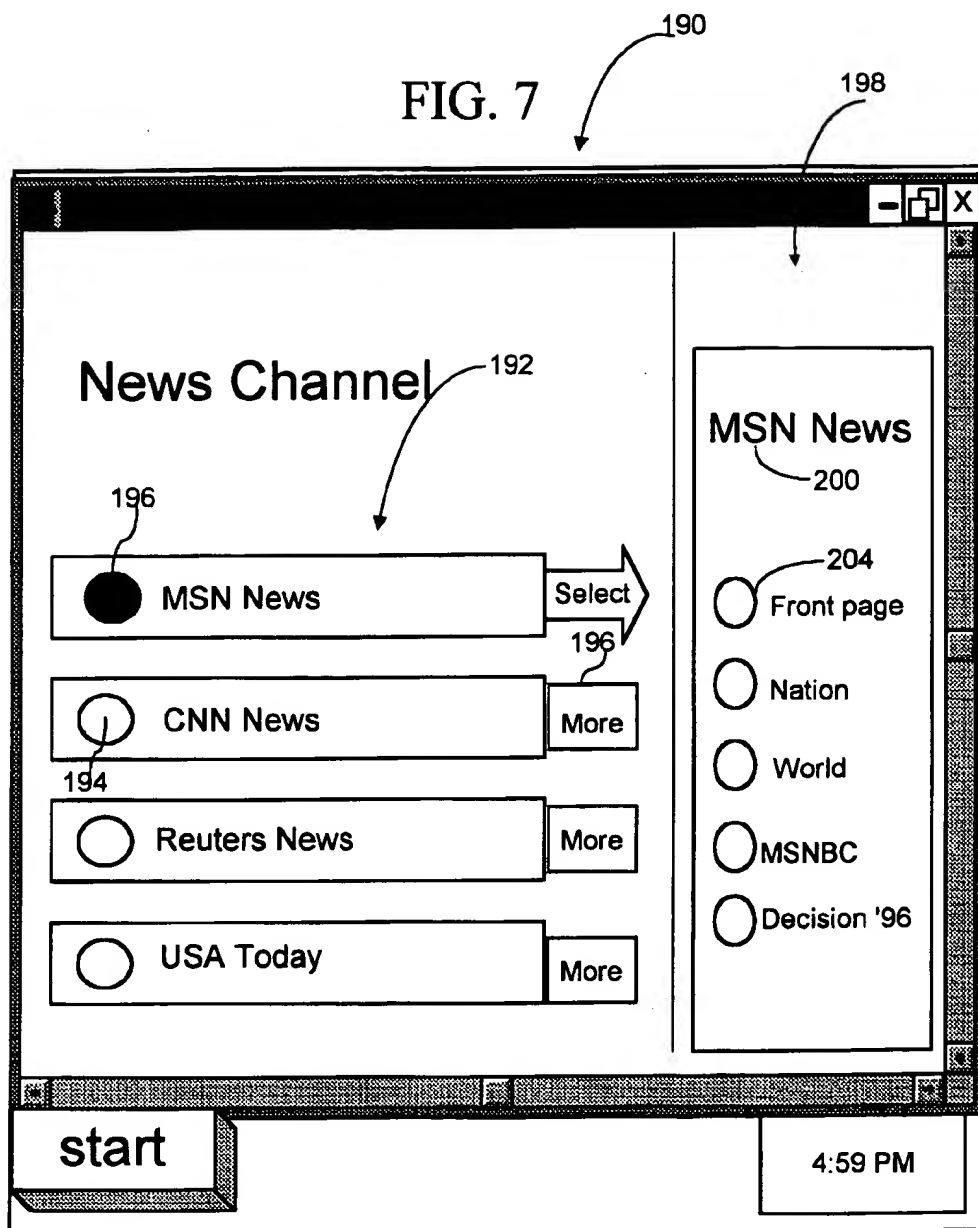 190
FIG. 7
198
X
News Channel
192
MSN News
200
196
MSN News
Select
204
Front page
196
CNN News
More
Nation
194
World
Reuters News
More
MSNBC
USA Today
More
Decision '96
start
4:59 PM